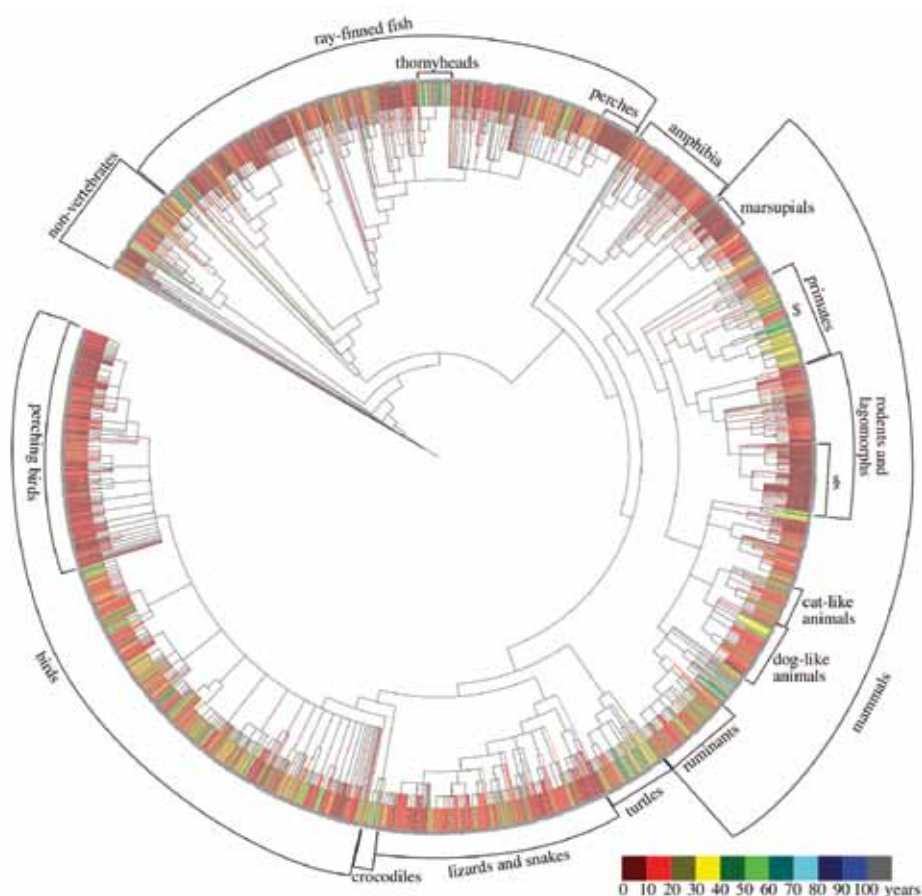 ray-finned fish
thornyheads
perches
amphibia
non-vertebrates
marsupials
primates
$
rodents and
lagomorphs
perching birds
cat-like
animals
dog-like
animals
birds
mammals
ruminants
turtles
lizards and snakes
crocodiles
0 10 20 30 40 50 60 70 80 90 100 years